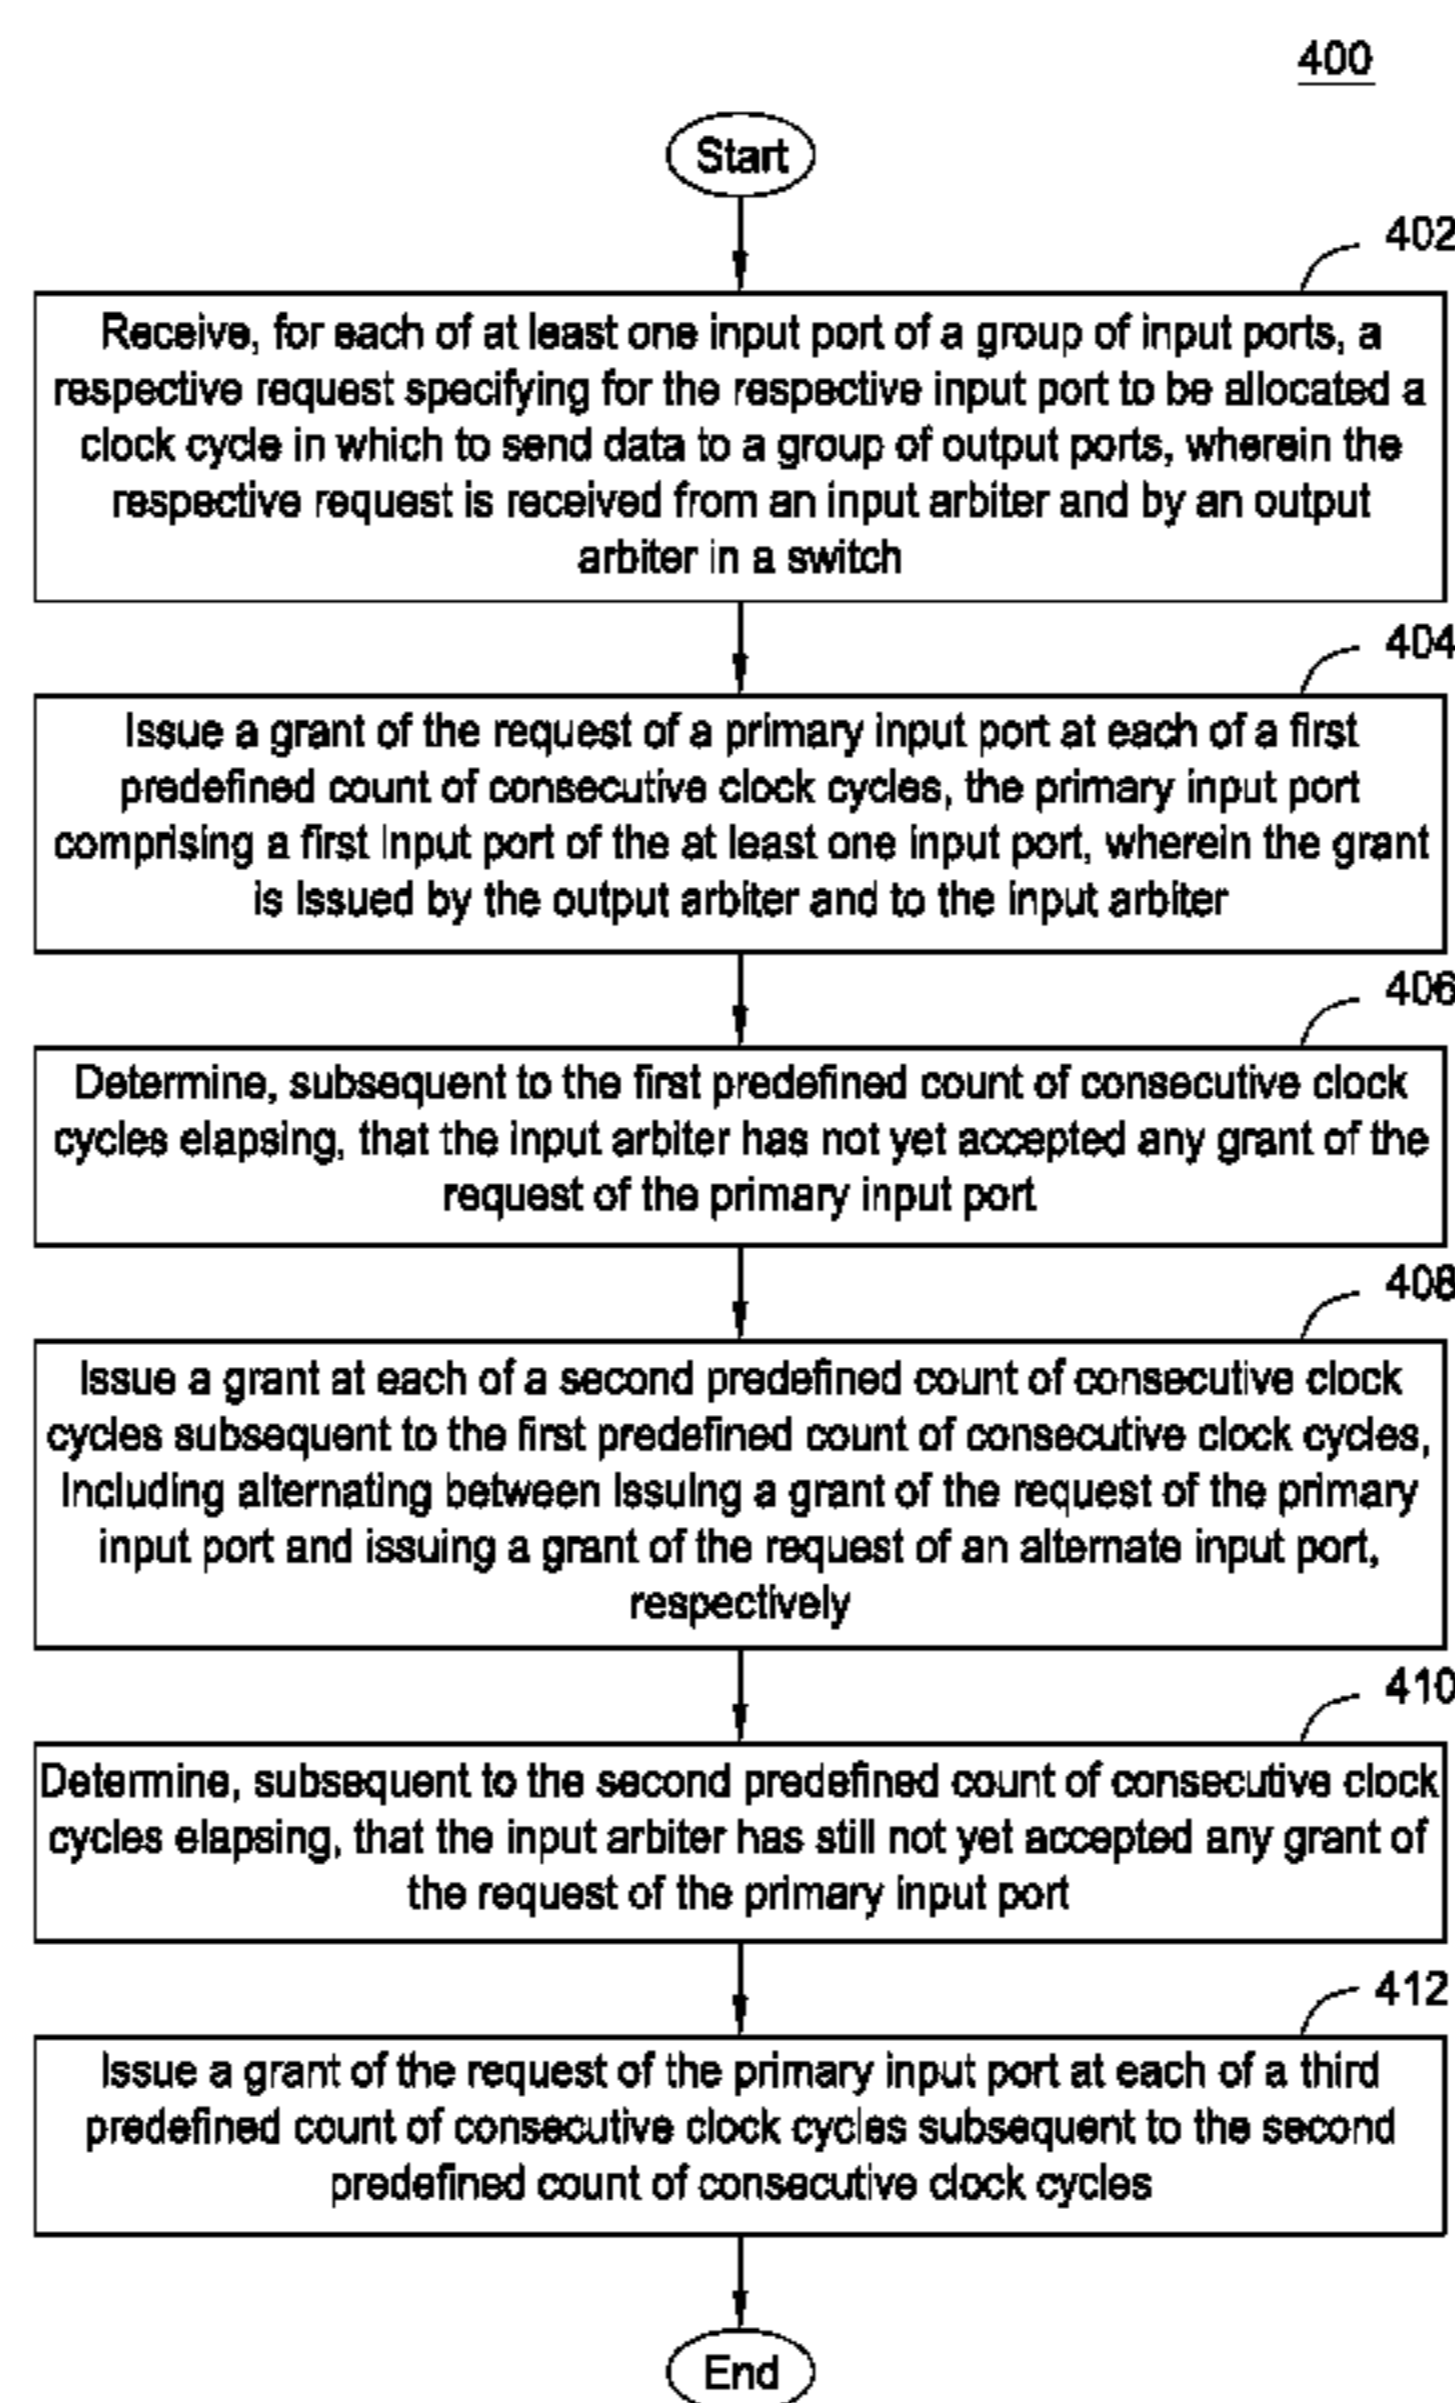 400
Start
402
Receive, for each of at least one input port of a group of input ports, a
respective request specifying for the respective input port to be allocated a
clock cycle in which to send data to a group of output ports, wherein the
respective request is received from an input arbiter and by an output
arbiter in a switch
404
Issue a grant of the request of a primary input port at each of a first
predefined count of consecutive clock cycles, the primary input port
comprising a first input port of the at least one input port, wherein the grant
is issued by the output arbiter and to the input arbiter
406
Determine, subsequent to the first predefined count of consecutive clock
cycles elapsing, that the input arbiter has not yet accepted any grant of the
request of the primary input port
408
Issue a grant at each of a second predefined count of consecutive clock
cycles subsequent to the first predefined count of consecutive clock cycles,
including alternating between issuing a grant of the request of the primary
input port and issuing a grant of the request of an alternate input port,
respectively
410
Determine, subsequent to the second predefined count of consecutive clock
cycles elapsing, that the input arbiter has still not yet accepted any grant of
the request of the primary input port
412
Issue a grant of the request of the primary input port at each of a third
predefined count of consecutive clock cycles subsequent to the second
predefined count of consecutive clock cycles
End